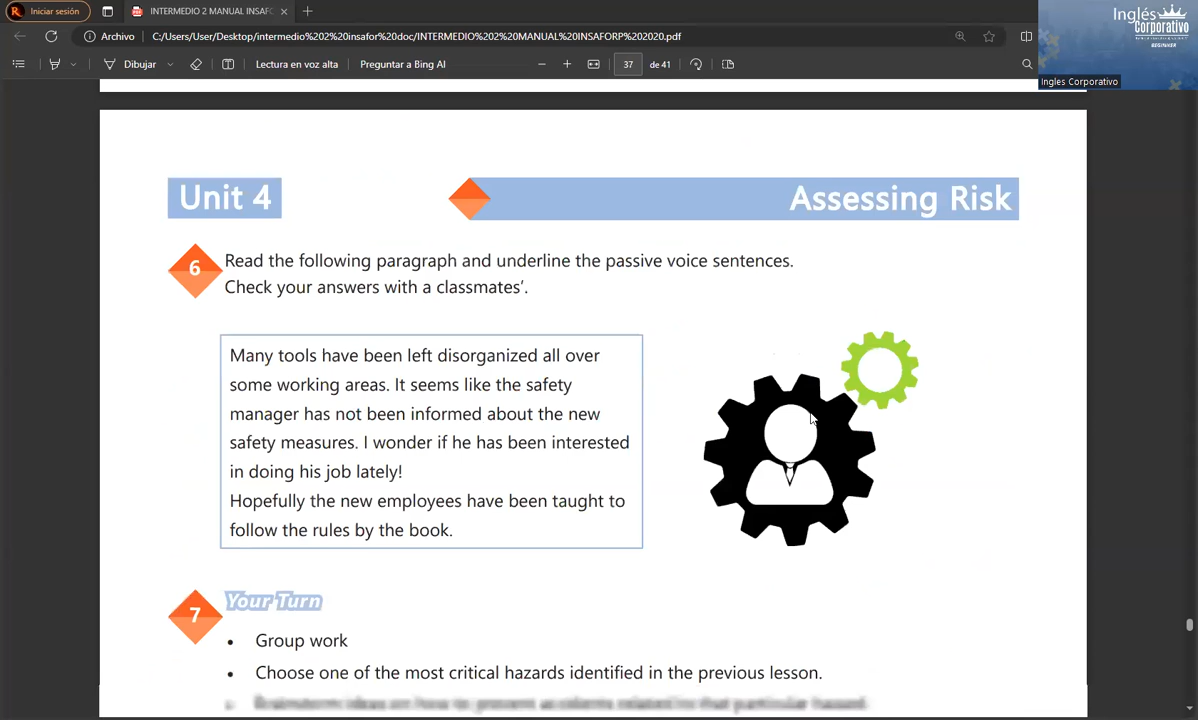 Iniciar sesión
INTERMEDIO 2 MANUAL INSAFO
Archivo
C:/Users/User/Desktop/intermedio%202%20insafor%20doc/INTERMEDIO%202%20MANUAL%20INSAFORP%202020.pdf
Dibujar
Lectura en voz alta
Preguntar a Bing AI
37
de 41
Inglés
Corporativo
BEGINNER
Ingles Corporativo
Unit 4
Assessing Risk
6
Read the following paragraph and underline the passive voice sentences.
Check your answers with a classmates’.
Many tools have been left disorganized all over
some working areas. It seems like the safety
manager has not been informed about the new
safety measures. I wonder if he has been interested
in doing his job lately!
Hopefully the new employees have been taught to
follow the rules by the book.
7
Your Turn
• Group work
• Choose one of the most critical hazards identified in the previous lesson.